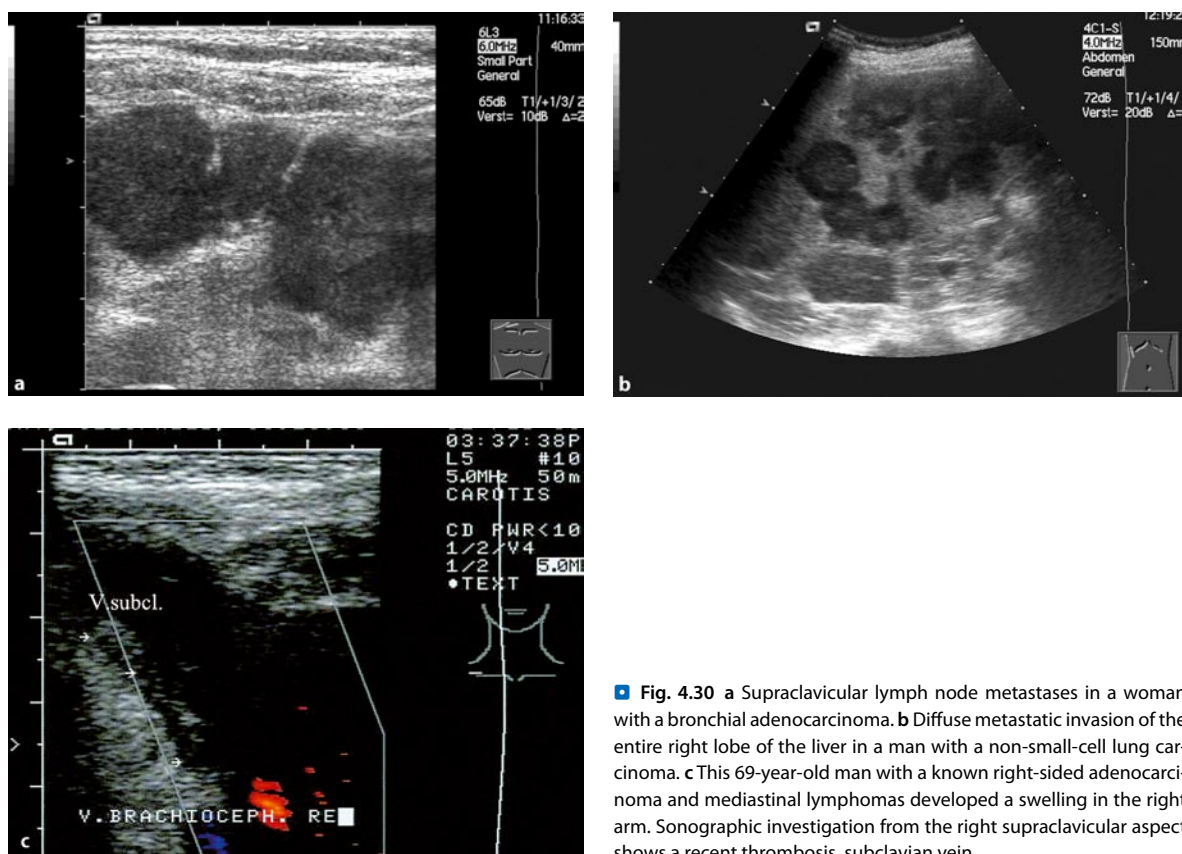 11:16:33
6L3
6.0MHz 40mm
Small Part
General
65dB T1/+1/3/ 2
Verst= 10dB Δ=2
a
12:19:2
4C1-S
4.0MHz 150mm
Abdomen
General
72dB T1/+1/4/
Verst= 20dB Δ=
b
03:37:38P
L5 #10
5.0MHz 50m
CAROTIS
CD PWR<10
1/2/V4
1/2 5.0M
•TEXT
V.subcl.
V.BRACHIOCEPH. RE
c
Fig. 4.30 a Supraclavicular lymph node metastases in a woman
with a bronchial adenocarcinoma. b Diffuse metastatic invasion of the
entire right lobe of the liver in a man with a non-small-cell lung car-
cinoma. c This 69-year-old man with a known right-sided adenocarci-
noma and mediastinal lymphomas developed a swelling in the right
arm. Sonographic investigation from the right supraclavicular aspect
shows a recent thrombosis, subclavian vein